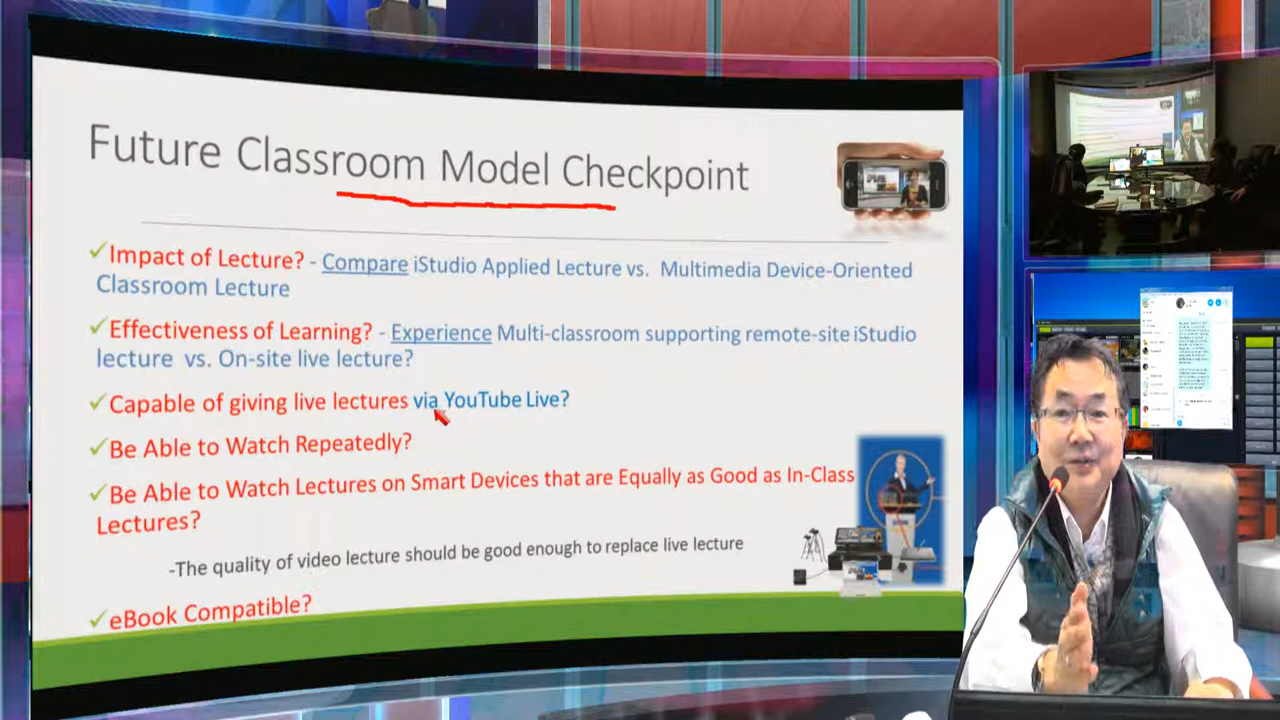 Future Classroom Model Checkpoint
✓Impact of Lecture? - Compare iStudio Applied Lecture vs. Multimedia Device-Oriented
Classroom Lecture
✓Effectiveness of Learning? - Experience Multi-classroom supporting remote-site iStudio
lecture vs. On-site live lecture?
✓Capable of giving live lectures via YouTube Live?
✓Be Able to Watch Repeatedly?
✓Be Able to Watch Lectures on Smart Devices that are Equally as Good as In-Class
Lectures?
-The quality of video lecture should be good enough to replace live lecture
✓eBook Compatible?